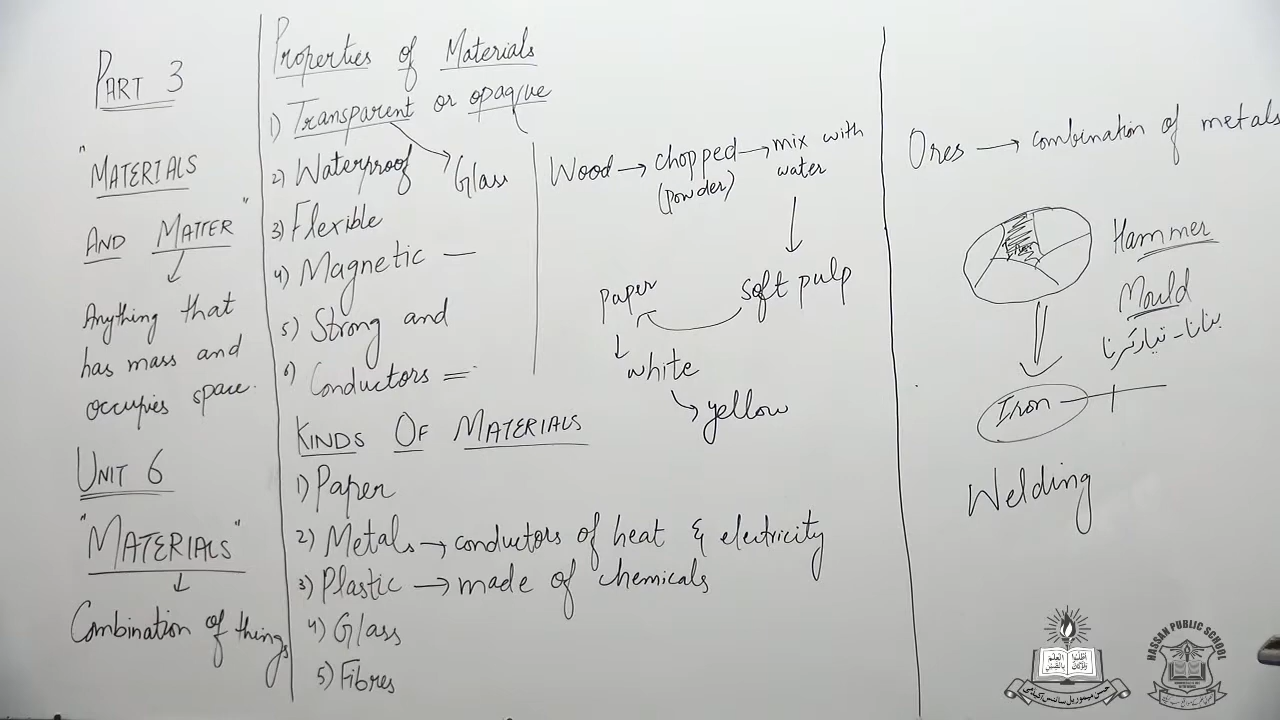 PART 3
"MATERIALS
AND MATTER"
Anything that
has mass and
occupies space.
UNIT 6
"MATERIALS"
Combination of things
Properties of Materials
1) Transparent or opaque
2) Waterproof
Glass
3) Flexible
4) Magnetic —
5) Strong and
6) Conductors =
KINDS OF MATERIALS
1) Paper
2) Metals → conductors of heat & electricity
3) Plastic → made of chemicals
4) Glass
5) Fibres
Wood → chopped → mix with
(powder) water
soft pulp
Paper
white
yellow
Ores → combination of metals
Hammer
Mould
بنانا - تیار کرنا
Iron
Welding
HASSAN PUBLIC SCHOOL